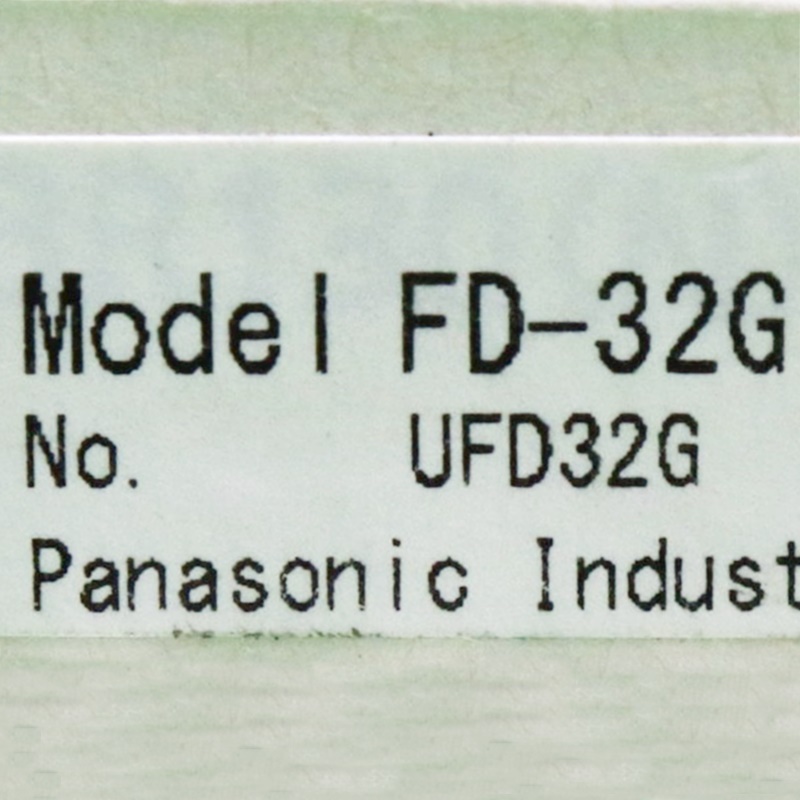 Model FD-32G
No. UFD32G
Panasonic Indust